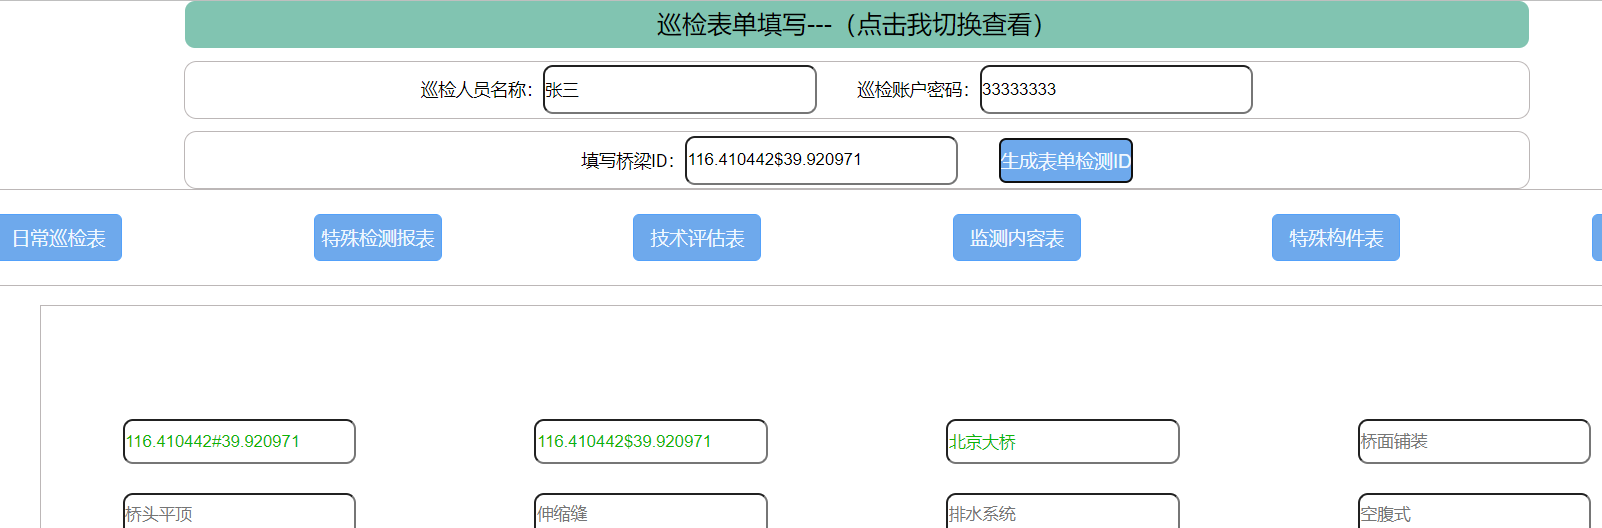 巡检表单填写---（点击我切换查看）
巡检人员名称： 张三 巡检账户密码： 33333333
填写桥梁ID： 116.410442$39.920971 生成表单检测ID
日常巡检表 特殊检测报表 技术评估表 监测内容表 特殊构件表
116.410442#39.920971 116.410442$39.920971 北京大桥 桥面铺装
桥头平顶 伸缩缝 排水系统 空腹式